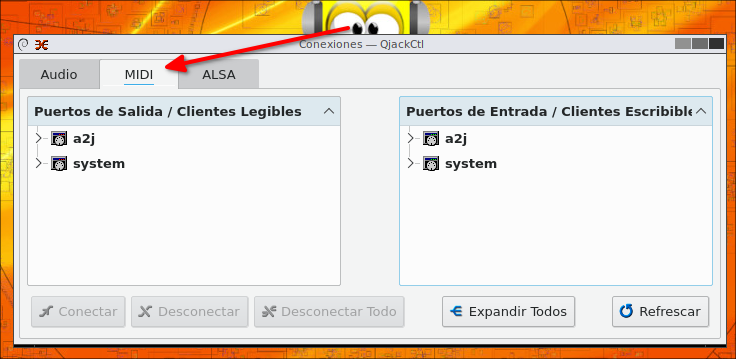 Conexiones — QjackCtl
Audio
MIDI
ALSA
Puertos de Salida / Clientes Legibles
a2j
system
Puertos de Entrada / Clientes Escribible
a2j
system
Conectar
Desconectar
Desconectar Todo
Expandir Todos
Refrescar